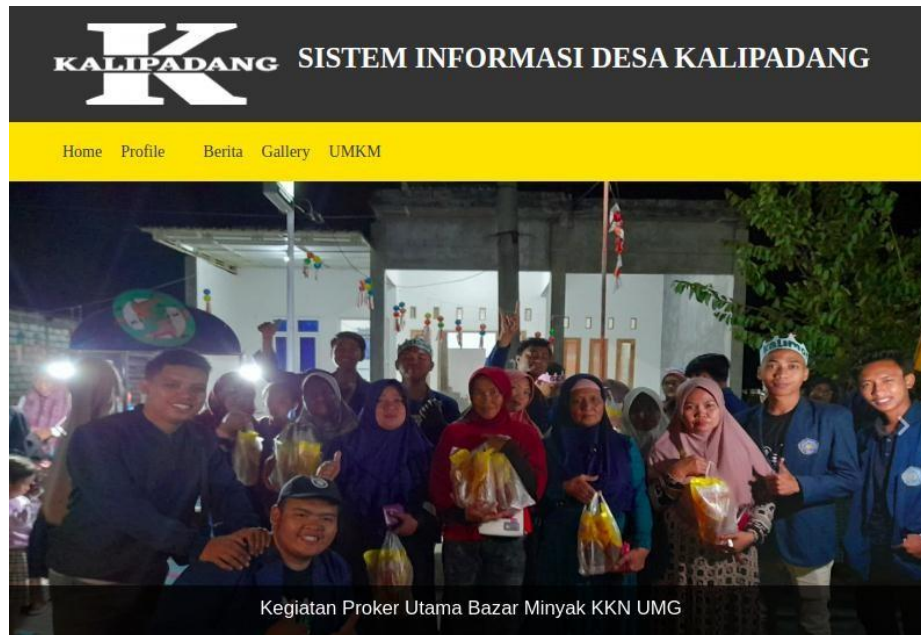 KALIPADANG
SISTEM INFORMASI DESA KALIPADANG
Home Profile Berita Gallery UMKM
Kegiatan Proker Utama Bazar Minyak KKN UMG